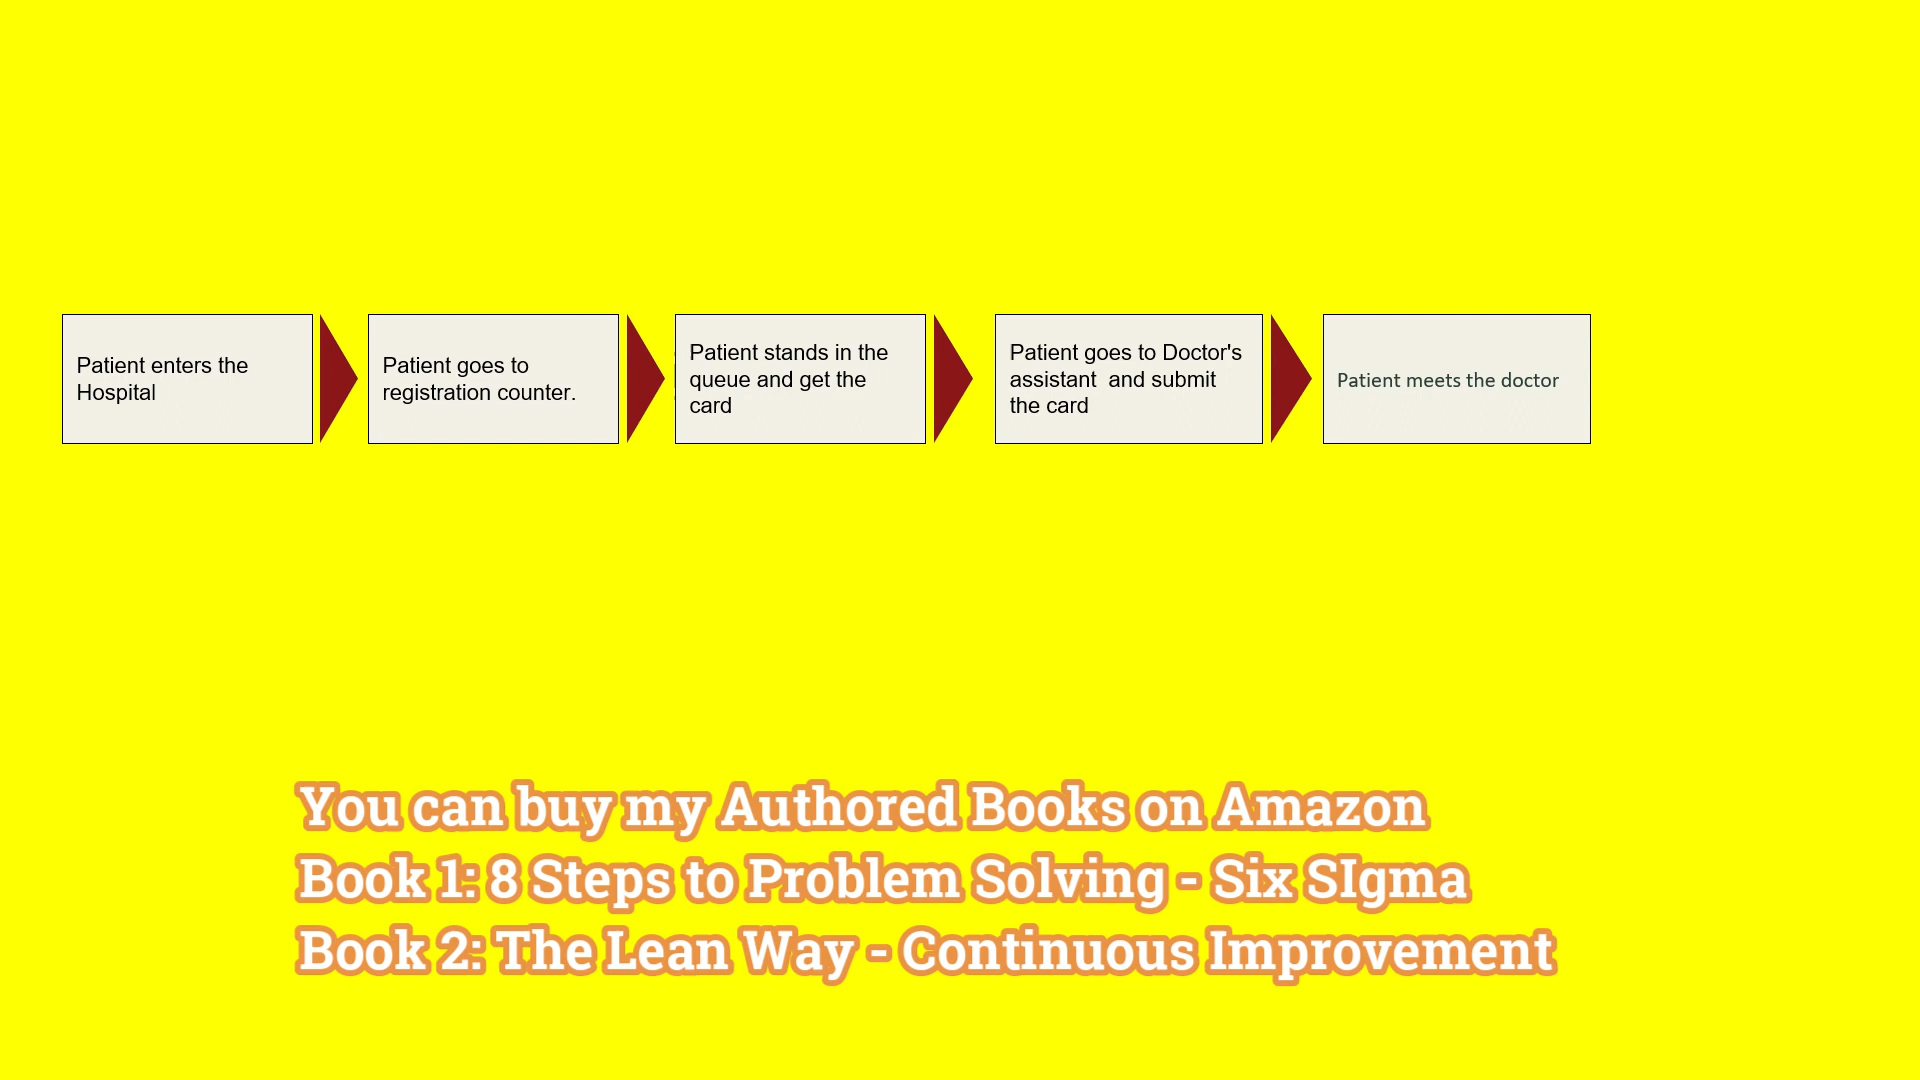 Patient enters the
Hospital
Patient goes to
registration counter.
Patient stands in the
queue and get the
card
Patient goes to Doctor's
assistant  and submit
the card
Patient meets the doctor
You can buy my Authored Books on Amazon
Book 1: 8 Steps to Problem Solving - Six SIgma
Book 2: The Lean Way - Continuous Improvement